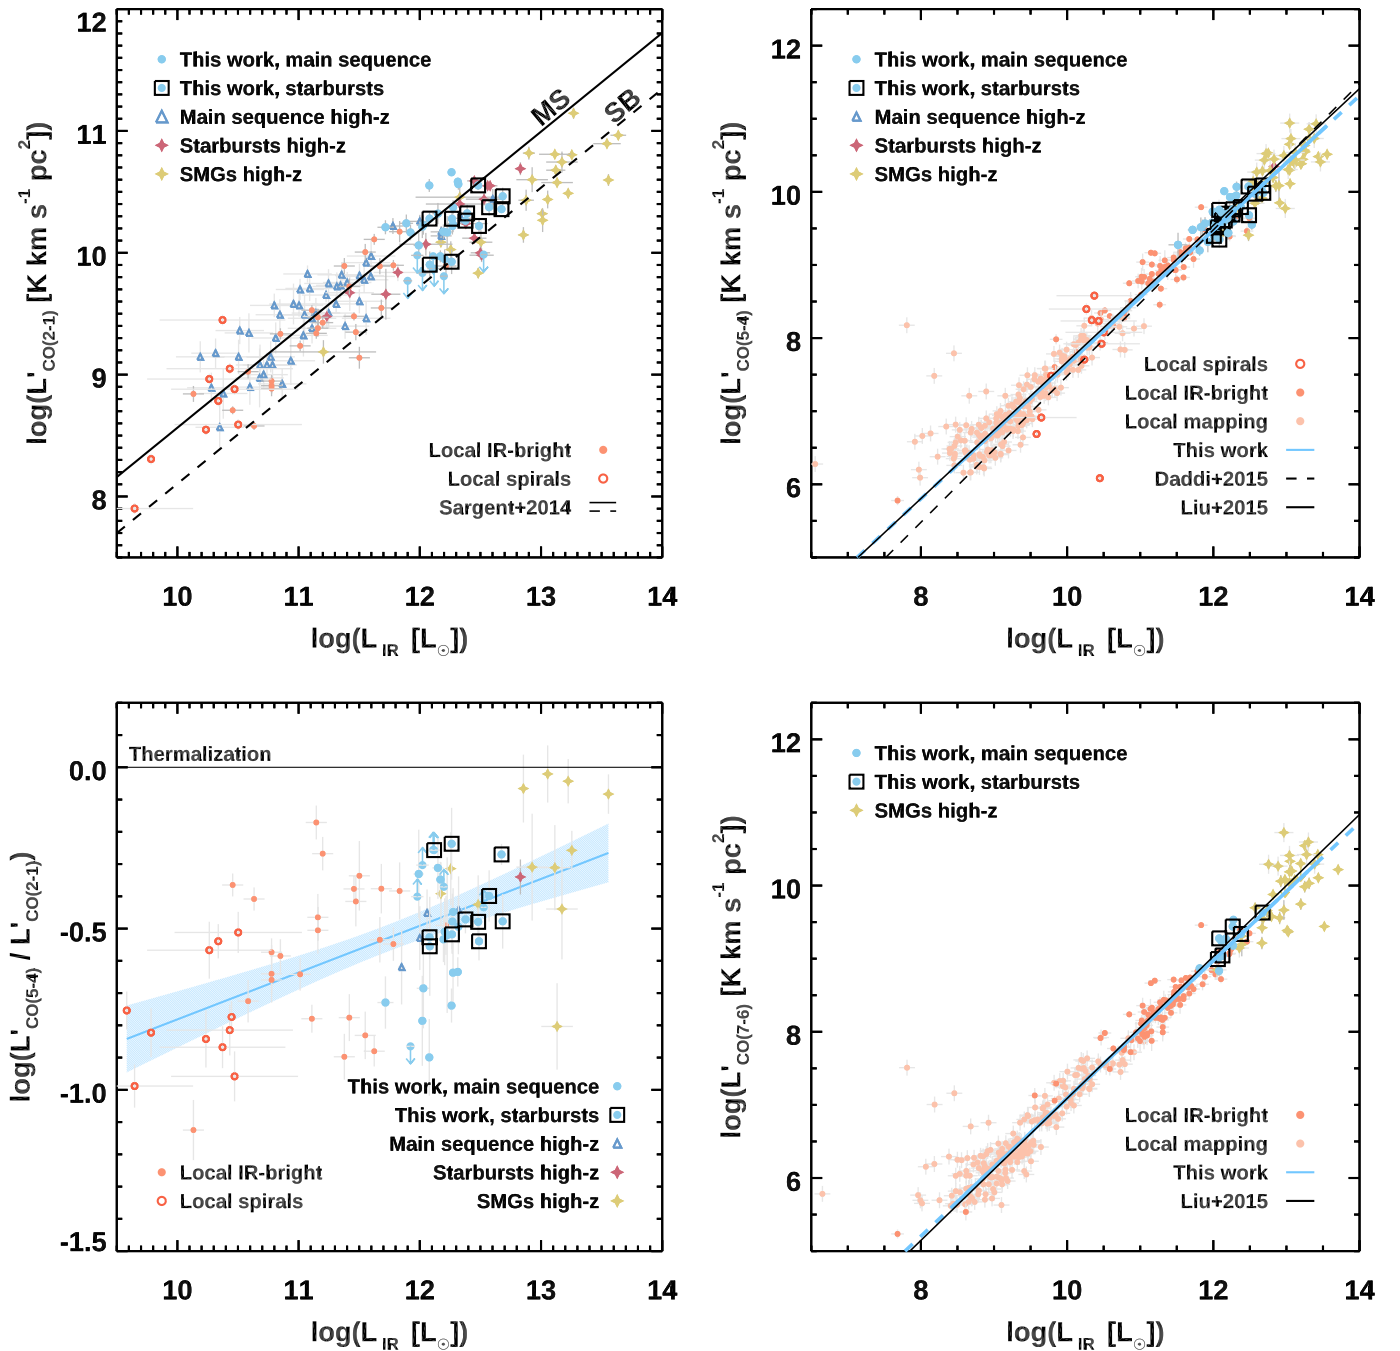 12
11
10
9
8
log(L'CO(2-1) [K km s-1 pc2])
This work, main sequence
This work, starbursts
Main sequence high-z
Starbursts high-z
SMGs high-z
MS
SB
Local IR-bright
Local spirals
Sargent+2014
10 11 12 13 14
log(L IR [L☉])
12
10
8
6
log(L'CO(5-4) [K km s-1 pc2])
This work, main sequence
This work, starbursts
Main sequence high-z
Starbursts high-z
SMGs high-z
Local spirals
Local IR-bright
Local mapping
This work
Daddi+2015
Liu+2015
8 10 12 14
log(L IR [L☉])
0.0
-0.5
-1.0
-1.5
log(L'CO(5-4) / L'CO(2-1))
Thermalization
This work, main sequence
This work, starbursts
Main sequence high-z
Starbursts high-z
SMGs high-z
Local IR-bright
Local spirals
10 11 12 13 14
log(L IR [L☉])
12
10
8
6
log(L'CO(7-6) [K km s-1 pc2])
This work, main sequence
This work, starbursts
SMGs high-z
Local IR-bright
Local mapping
This work
Liu+2015
8 10 12 14
log(L IR [L☉])